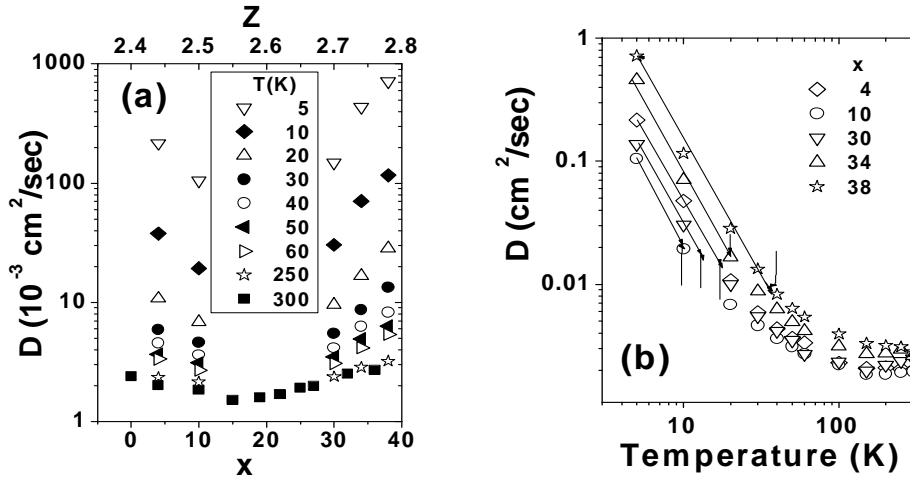 Z
2.4 2.5 2.6 2.7 2.8
1000
100
10
1
D (10⁻³ cm²/sec)
(a)
T(K)
5
10
20
30
40
50
60
250
300
0 10 20 30 40
x
1
0.1
0.01
D (cm²/sec)
x
4
10
30
34
38
(b)
10 100
Temperature (K)